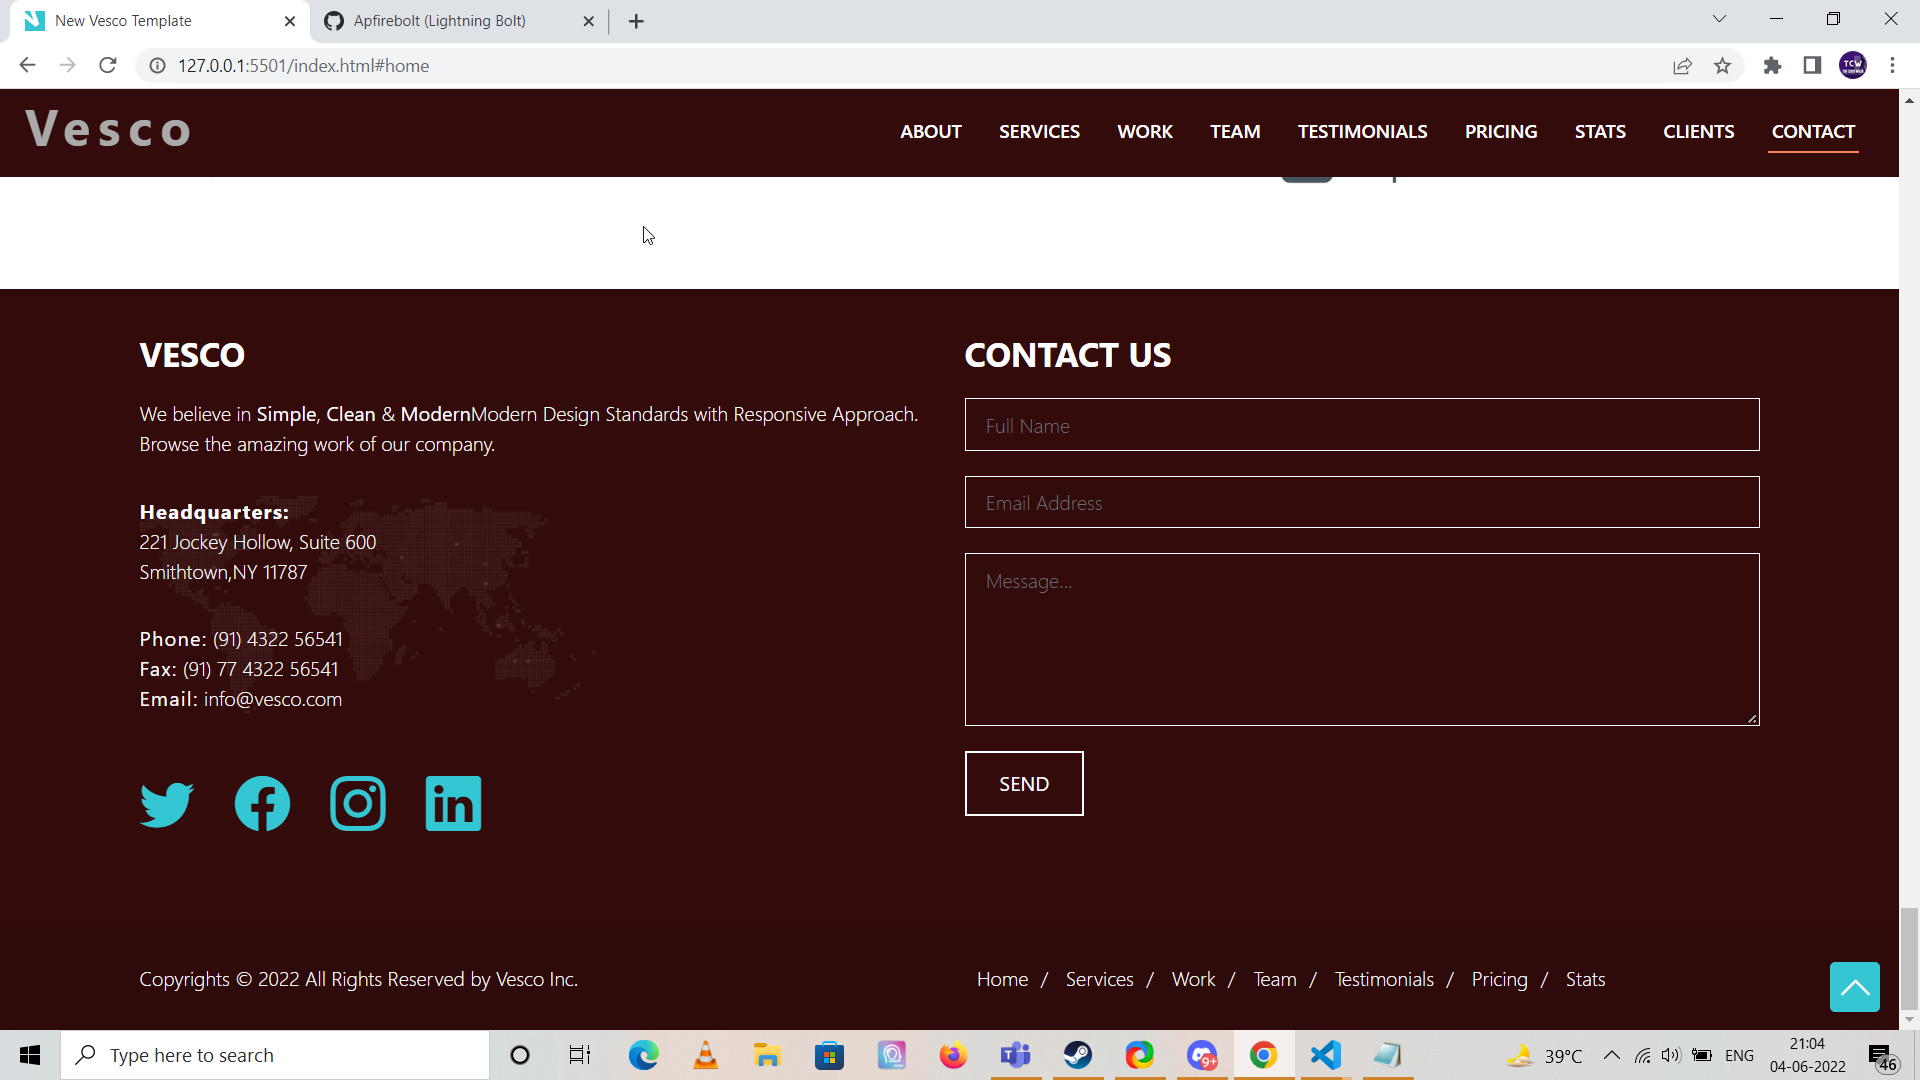 New Vesco Template
Apfirebolt (Lightning Bolt)
127.0.0.1:5501/index.html#home
TCW
Vesco
ABOUT SERVICES WORK TEAM TESTIMONIALS PRICING STATS CLIENTS CONTACT
VESCO
We believe in Simple, Clean & ModernModern Design Standards with Responsive Approach.
Browse the amazing work of our company.
Headquarters:
221 Jockey Hollow, Suite 600
Smithtown,NY 11787
Phone: (91) 4322 56541
Fax: (91) 77 4322 56541
Email: info@vesco.com
CONTACT US
Full Name
Email Address
Message...
SEND
Copyrights © 2022 All Rights Reserved by Vesco Inc.
Home / Services / Work / Team / Testimonials / Pricing / Stats
Type here to search
9+
39°C
ENG
21:04
04-06-2022
46